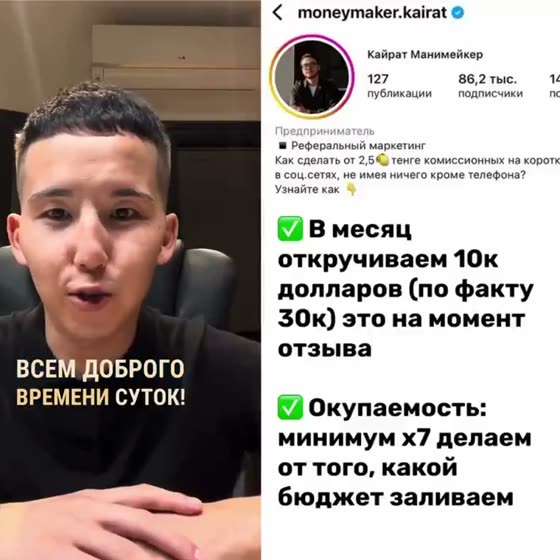 ВСЕМ ДОБРОГО
ВРЕМЕНИ СУТОК!
moneymaker.kairat
Кайрат Манимейкер
127
публикации
86,2 тыс.
подписчики
14
по
Предприниматель
Реферальный маркетинг
Как сделать от 2,5🍋 тенге комиссионных на коротк
в соц.сетях, не имея ничего кроме телефона?
Узнайте как 👇
✅ В месяц
откручиваем 10к
долларов (по факту
30к) это на момент
отзыва
✅ Окупаемость:
минимум х7 делаем
от того, какой
бюджет заливаем